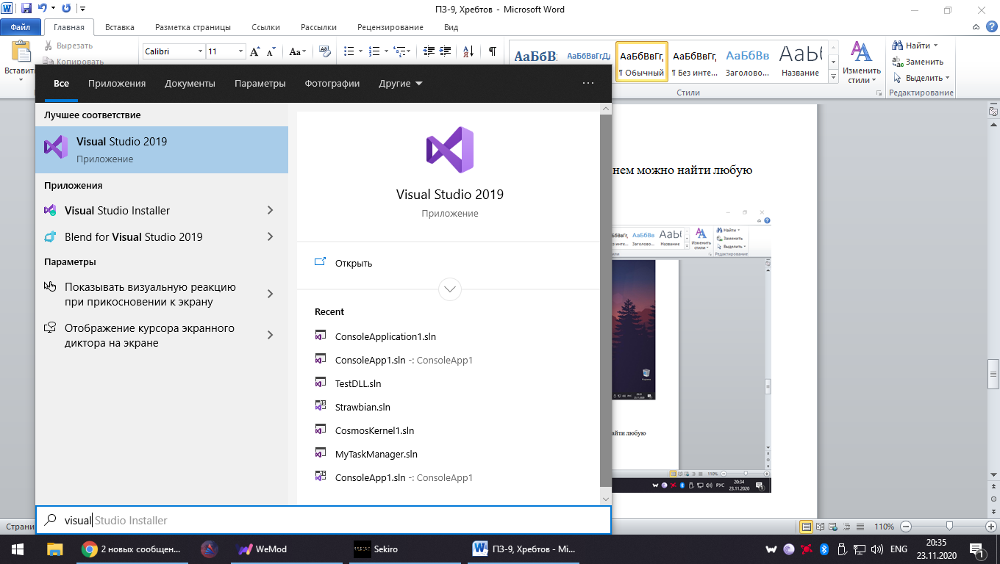 ПЗ-9, Хребтов - Microsoft Word
Файл
Главная
Вставка
Разметка страницы
Ссылки
Рассылки
Рецензирование
Вид
Вставить
Вырезать
Копировать
Calibri
11
Aa
АаБбВ:
АаБбВвГгДд
АаБбВвГг,
АаБбВвГг,
АаБбВв
АаБ
¶ Обычный
¶ Без инте...
Заголово...
Название
Изменить
стили
Стили
Найти
Заменить
Выделить
Редактирование
Все
Приложения
Документы
Параметры
Фотографии
Другие
Лучшее соответствие
Visual Studio 2019
Приложение
Приложения
Visual Studio Installer
Blend for Visual Studio 2019
Параметры
Показывать визуальную реакцию
при прикосновении к экрану
Отображение курсора экранного
диктора на экране
Visual Studio 2019
Приложение
Открыть
Recent
ConsoleApplication1.sln
ConsoleApp1.sln -: ConsoleApp1
TestDLL.sln
Strawbian.sln
CosmosKernel1.sln
MyTaskManager.sln
ConsoleApp1.sln -: ConsoleApp1
нем можно найти любую
АаБбВв
Заголово...
Название
Изменить
стили
Найти
Заменить
Выделить
Редактирование
айти любую
110%
РУС
20:34
23.11.2020
visual Studio Installer
Страни
110%
2 новых сообщен...
WeMod
Sekiro
ПЗ-9, Хребтов - Mi...
ENG
20:35
23.11.2020
1